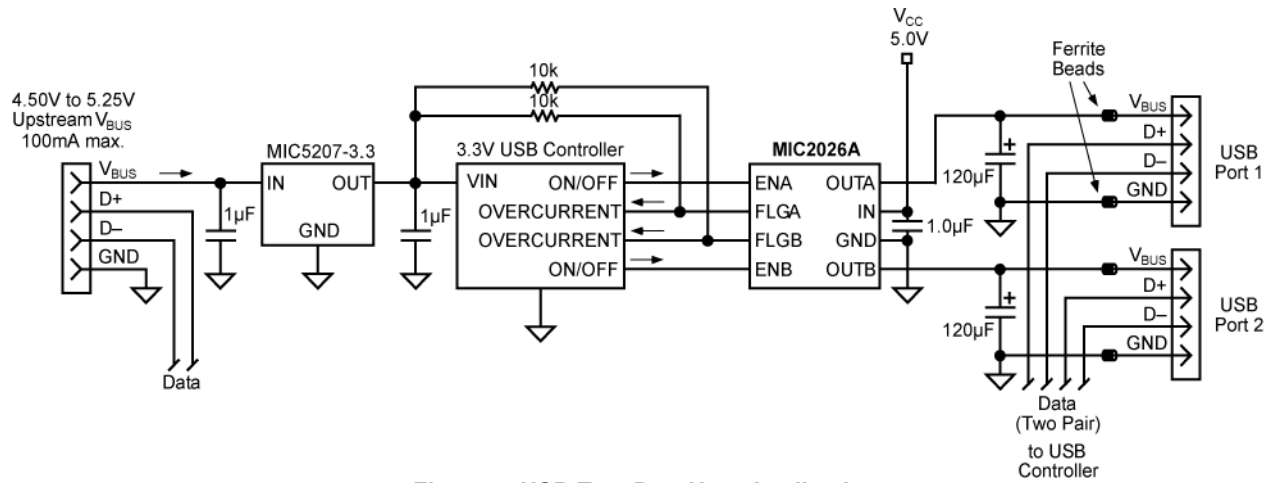 V_CC
5.0V
Ferrite
Beads
10k
10k
4.50V to 5.25V
Upstream V_BUS
100mA max.
V_BUS
D+
D–
GND
Data
1µF
MIC5207-3.3
IN
OUT
GND
1µF
3.3V USB Controller
VIN
ON/OFF
OVERCURRENT
OVERCURRENT
ON/OFF
MIC2026A
ENA
OUTA
FLGA
IN
FLGB
GND
ENB
OUTB
1.0µF
120µF
+
V_BUS
D+
D–
GND
USB
Port 1
120µF
+
V_BUS
D+
D–
GND
USB
Port 2
Data
(Two Pair)
to USB
Controller